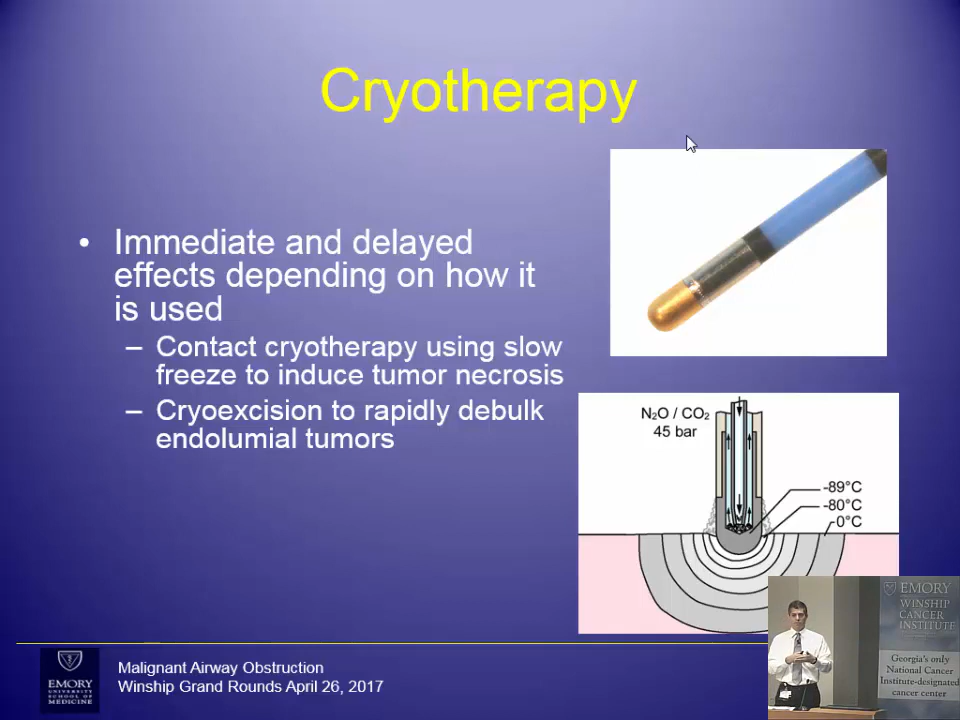 Cryotherapy
• Immediate and delayed
effects depending on how it
is used
– Contact cryotherapy using slow
freeze to induce tumor necrosis
– Cryoexcision to rapidly debulk
endolumial tumors
N₂O / CO₂
45 bar
-89°C
-80°C
-0°C
EMORY
UNIVERSITY
SCHOOL OF
MEDICINE
Malignant Airway Obstruction
Winship Grand Rounds April 26, 2017
EMORY
WINSHIP
CANCER
INSTITUTE
Georgia's only
National Cancer
Institute-designated
cancer center